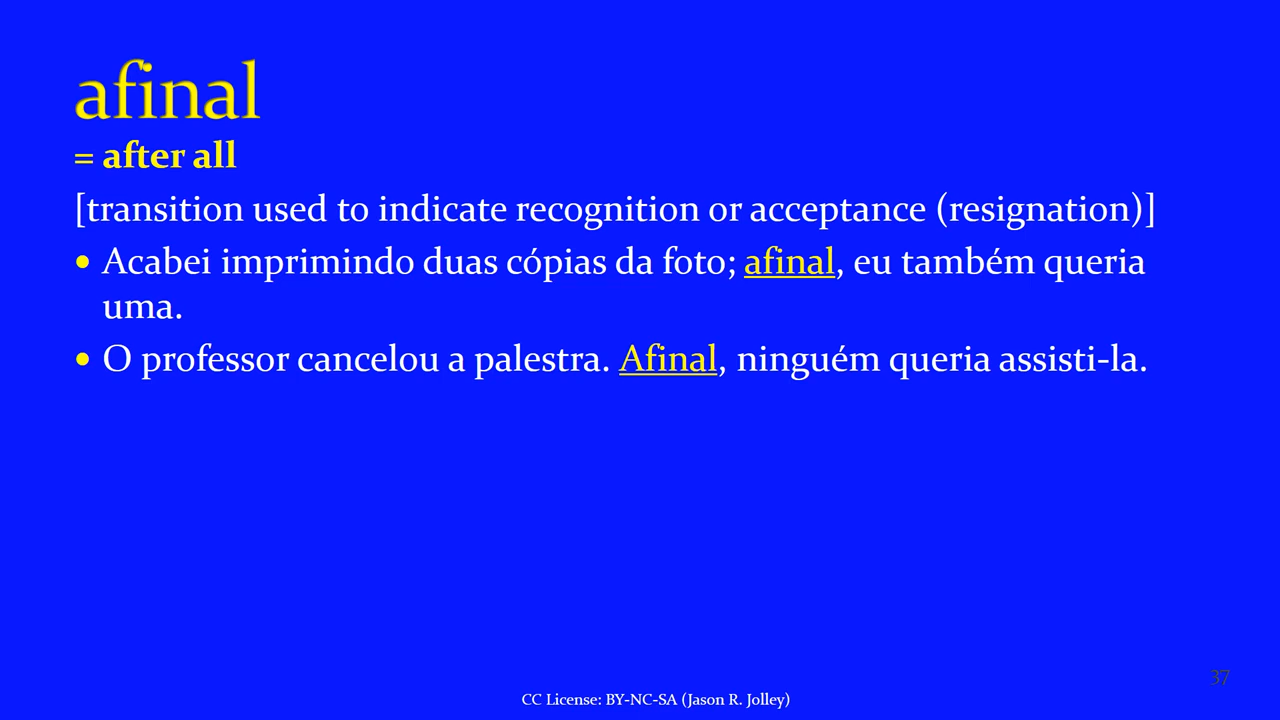 afinal
= after all
[transition used to indicate recognition or acceptance (resignation)]
• Acabei imprimindo duas cópias da foto; afinal, eu também queria
uma.
• O professor cancelou a palestra. Afinal, ninguém queria assisti-la.
37
CC License: BY-NC-SA (Jason R. Jolley)